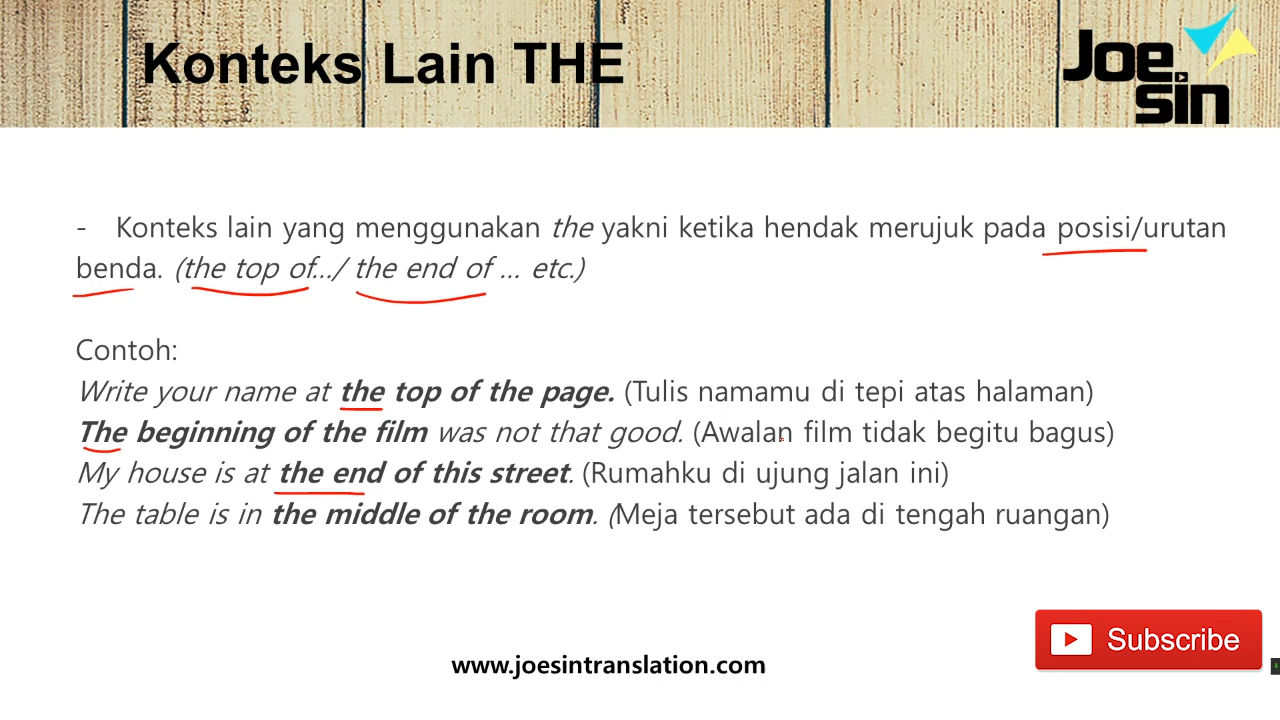 Konteks Lain THE
Joe
sin
- Konteks lain yang menggunakan the yakni ketika hendak merujuk pada posisi/urutan
benda. (the top of.../ the end of ... etc.)
Contoh:
Write your name at the top of the page. (Tulis namamu di tepi atas halaman)
The beginning of the film was not that good. (Awalan film tidak begitu bagus)
My house is at the end of this street. (Rumahku di ujung jalan ini)
The table is in the middle of the room. (Meja tersebut ada di tengah ruangan)
Subscribe
www.joesintranslation.com